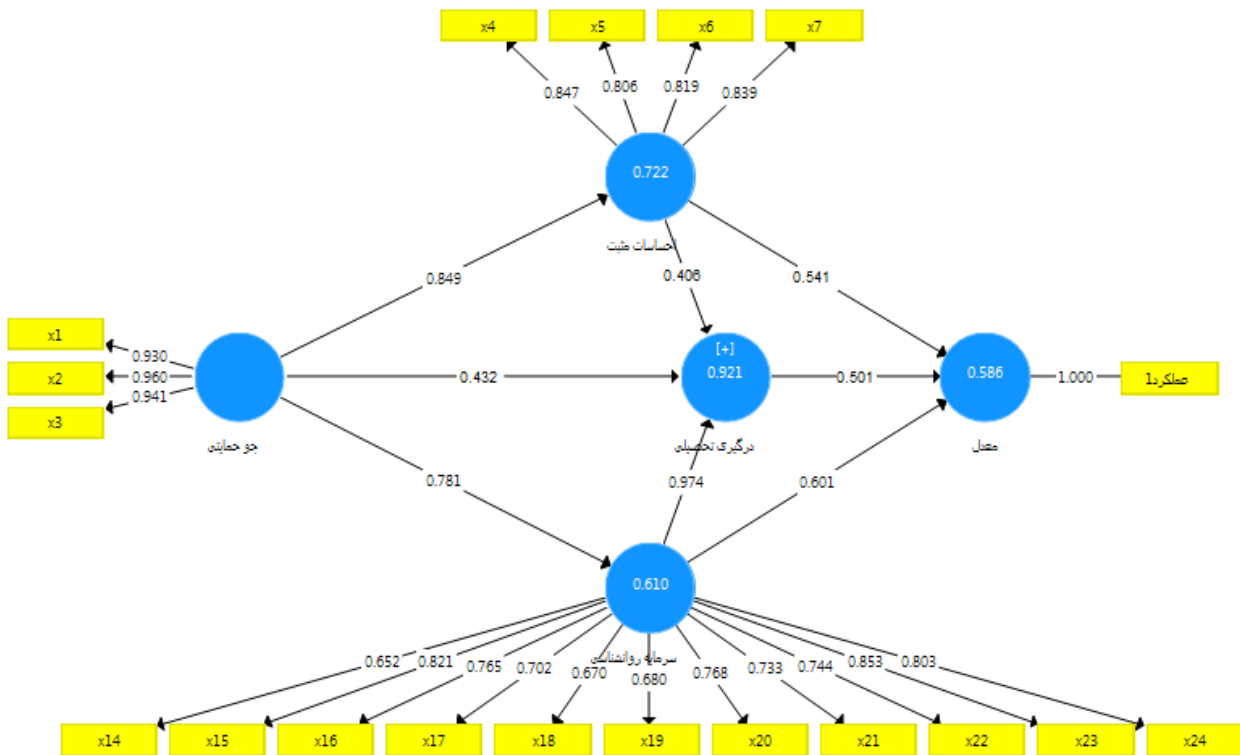 x4 x5 x6 x7
0.847 0.806 0.819 0.839
0.722
احساسات مثبت
0.849 0.406 0.541
x1
0.930
x2
0.960
x3
0.941
جو حمایتی
0.432
[+]
0.921
درگیری تحصیلی
0.501
0.586
معدل
1.000
عملکرد1
0.781 0.974 0.601
0.610
سرمایه روانشناسی
0.652 0.821 0.765 0.702 0.670 0.680 0.768 0.733 0.744 0.853 0.803
x14 x15 x16 x17 x18 x19 x20 x21 x22 x23 x24